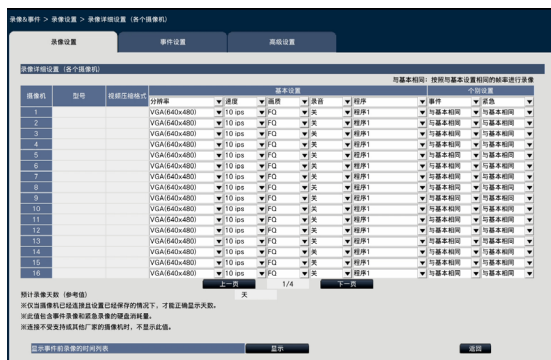 录像&事件 > 录像设置 > 录像详细设置 (各个摄像机)
录像设置 事件设置 高级设置
录像详细设置 (各个摄像机)
与基本相同: 按照与基本设置相同的帧率进行录像
摄像机 型号 视频压缩格式 基本设置 个别设置
分辨率 速度 画质 录音 程序 事件 紧急
1 VGA(640x480) 10 ips FQ 关 程序1 与基本相同 与基本相同
2 VGA(640x480) 10 ips FQ 关 程序1 与基本相同 与基本相同
3 VGA(640x480) 10 ips FQ 关 程序1 与基本相同 与基本相同
4 VGA(640x480) 10 ips FQ 关 程序1 与基本相同 与基本相同
5 VGA(640x480) 10 ips FQ 关 程序1 与基本相同 与基本相同
6 VGA(640x480) 10 ips FQ 关 程序1 与基本相同 与基本相同
7 VGA(640x480) 10 ips FQ 关 程序1 与基本相同 与基本相同
8 VGA(640x480) 10 ips FQ 关 程序1 与基本相同 与基本相同
9 VGA(640x480) 10 ips FQ 关 程序1 与基本相同 与基本相同
10 VGA(640x480) 10 ips FQ 关 程序1 与基本相同 与基本相同
11 VGA(640x480) 10 ips FQ 关 程序1 与基本相同 与基本相同
12 VGA(640x480) 10 ips FQ 关 程序1 与基本相同 与基本相同
13 VGA(640x480) 10 ips FQ 关 程序1 与基本相同 与基本相同
14 VGA(640x480) 10 ips FQ 关 程序1 与基本相同 与基本相同
15 VGA(640x480) 10 ips FQ 关 程序1 与基本相同 与基本相同
16 VGA(640x480) 10 ips FQ 关 程序1 与基本相同 与基本相同
上一页 1/4 下一页
预计录像天数 (参考值) 天
※仅当摄像机已经连接且设置已经保存的情况下，才能正确显示天数。
※此值包含事件录像和紧急录像的硬盘消耗量。
※连接不受支持或其他厂家的摄像机时，不显示此值。
显示事件前录像的时间列表 显示 返回